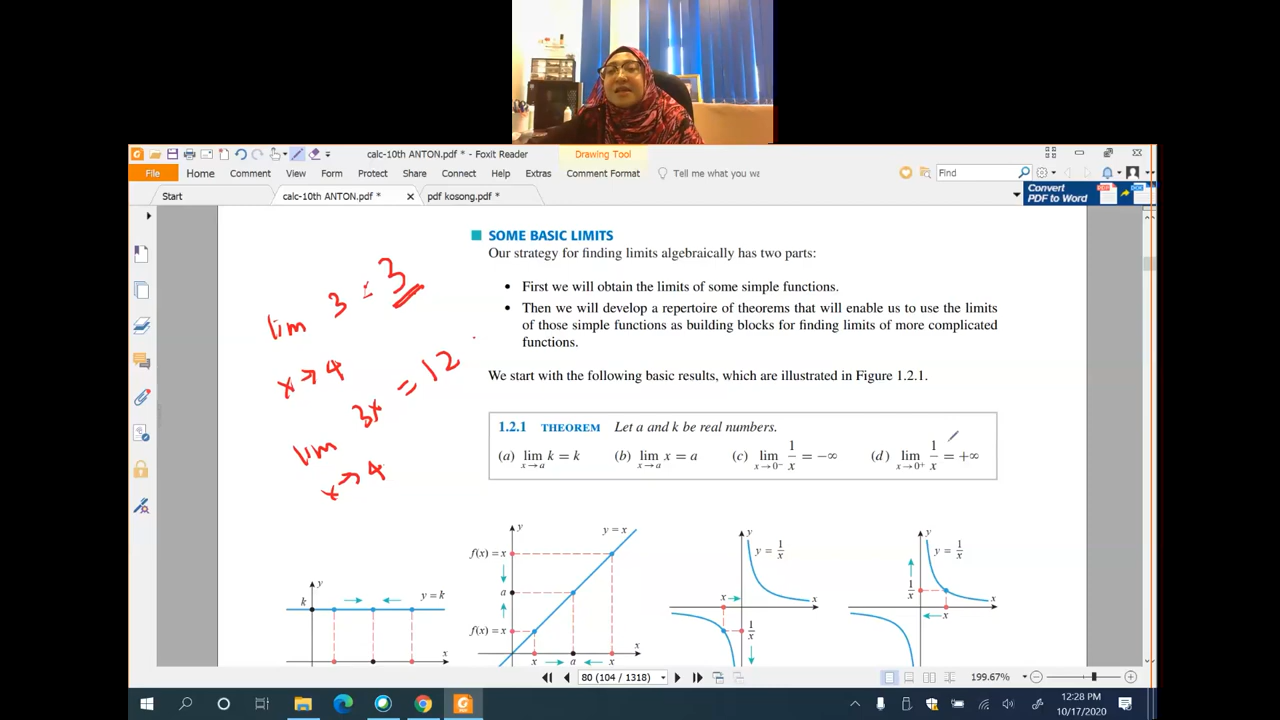 calc-10th ANTON.pdf * - Foxit Reader
Drawing Tool
File Home Comment View Form Protect Share Connect Help Extras Comment Format Tell me what you wa Find
Start calc-10th ANTON.pdf * pdf kosong.pdf *
Convert
PDF to Word
SOME BASIC LIMITS
Our strategy for finding limits algebraically has two parts:
• First we will obtain the limits of some simple functions.
• Then we will develop a repertoire of theorems that will enable us to use the limits
of those simple functions as building blocks for finding limits of more complicated
functions.
We start with the following basic results, which are illustrated in Figure 1.2.1.
lim 3 = 3
x→4
lim 3x = 12
x→4
1.2.1 THEOREM Let a and k be real numbers.
(a) lim x→a k = k (b) lim x→a x = a (c) lim x→0⁻ 1/x = −∞ (d) lim x→0⁺ 1/x = +∞
y
k
y = k
x
y
y = x
f(x) = x
a
f(x) = x
x
x a x
y
y = 1/x
x
x
1/x
y
y = 1/x
1/x
x
x
80 (104 / 1318)
199.67%
12:28 PM
10/17/2020